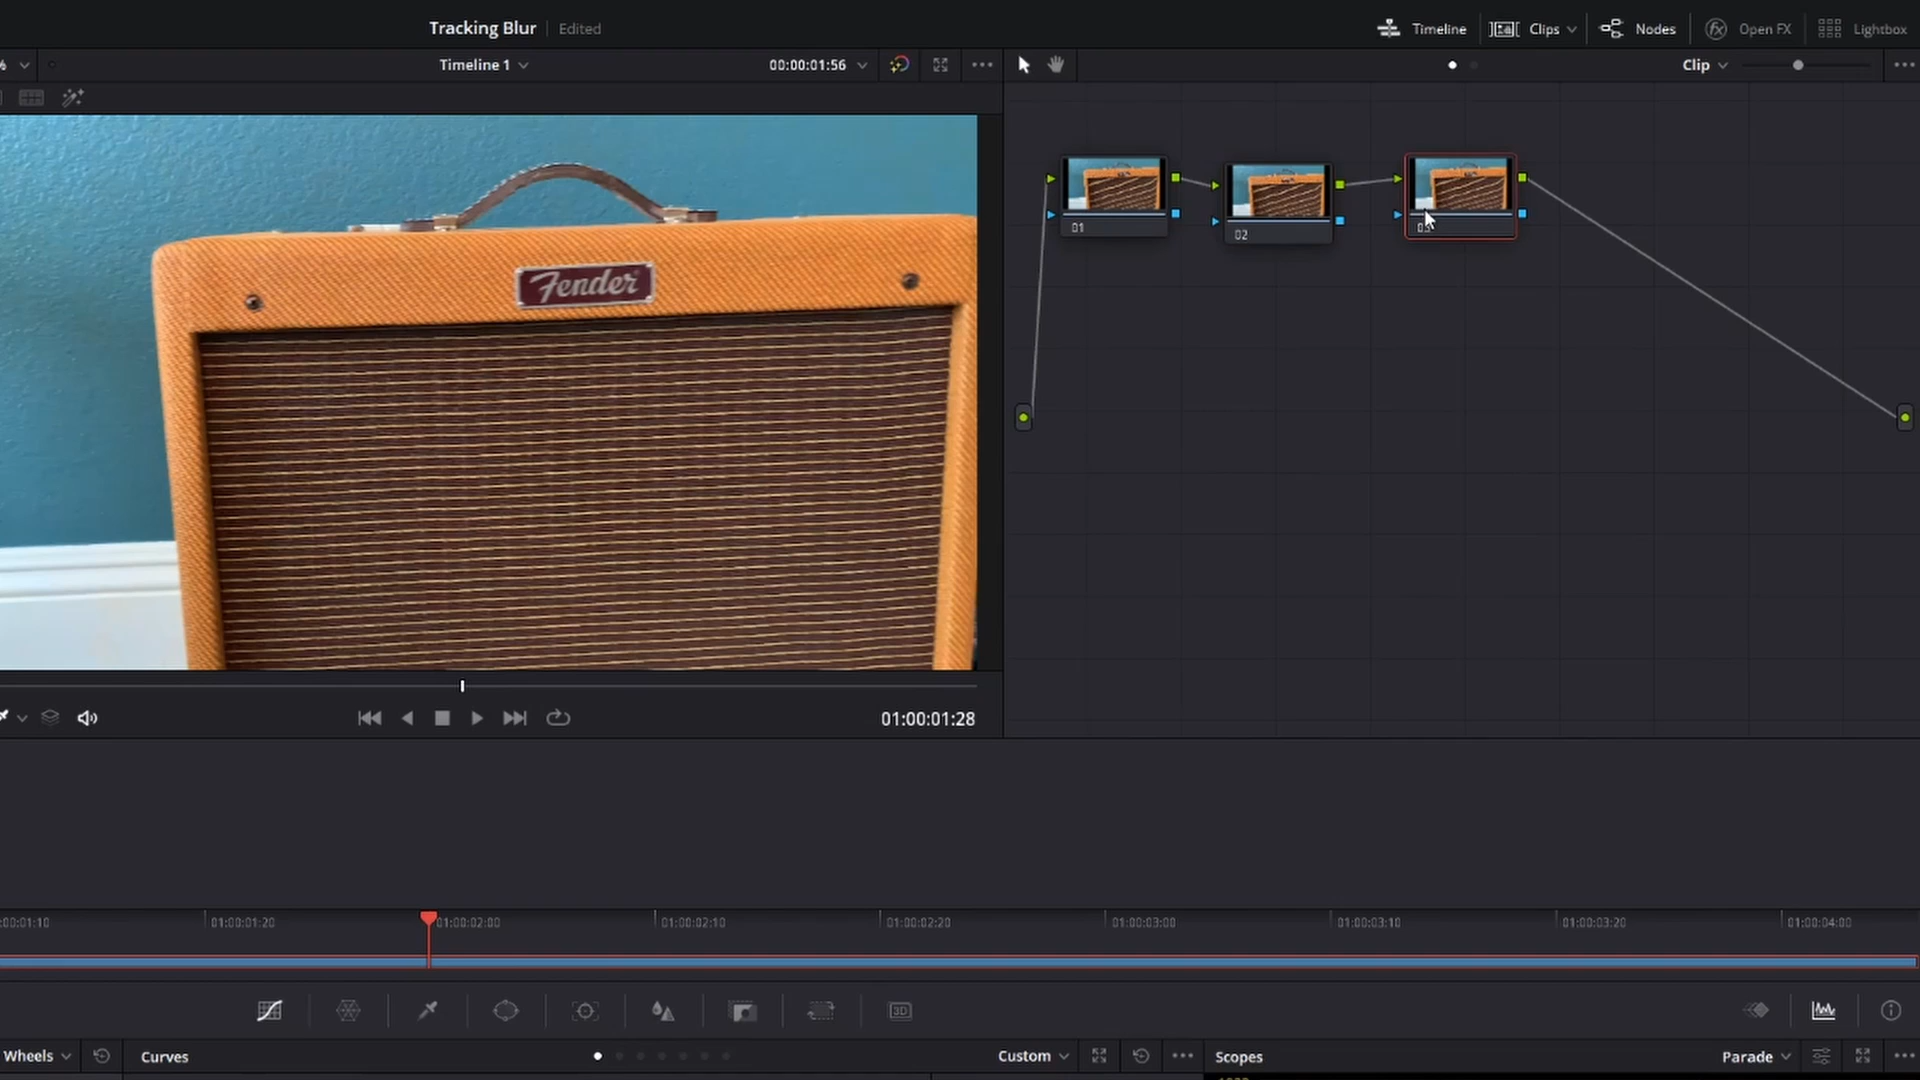 Tracking Blur Edited
Timeline Clips Nodes Open FX Lightbox
% Timeline 1 00:00:01:56 Clip
Fender
01
02
01:00:01:28
01:00:01:20 01:00:02:00 01:00:02:10 01:00:02:20 01:00:03:00 01:00:03:10 01:00:03:20 01:00:04:00
3D
Wheels Curves Custom Scopes Parade